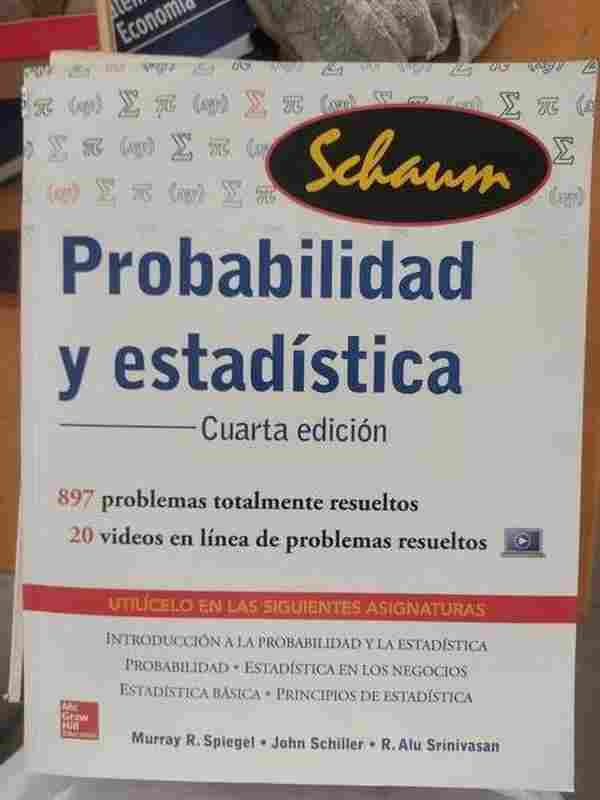 Economía
Schaum
Probabilidad
y estadística
Cuarta edición
897 problemas totalmente resueltos
20 videos en línea de problemas resueltos
UTILÍCELO EN LAS SIGUIENTES ASIGNATURAS
INTRODUCCIÓN A LA PROBABILIDAD Y LA ESTADÍSTICA
PROBABILIDAD • ESTADÍSTICA EN LOS NEGOCIOS
ESTADÍSTICA BÁSICA • PRINCIPIOS DE ESTADÍSTICA
Mc
Graw
Hill
Education
Murray R. Spiegel • John Schiller • R. Alu Srinivasan